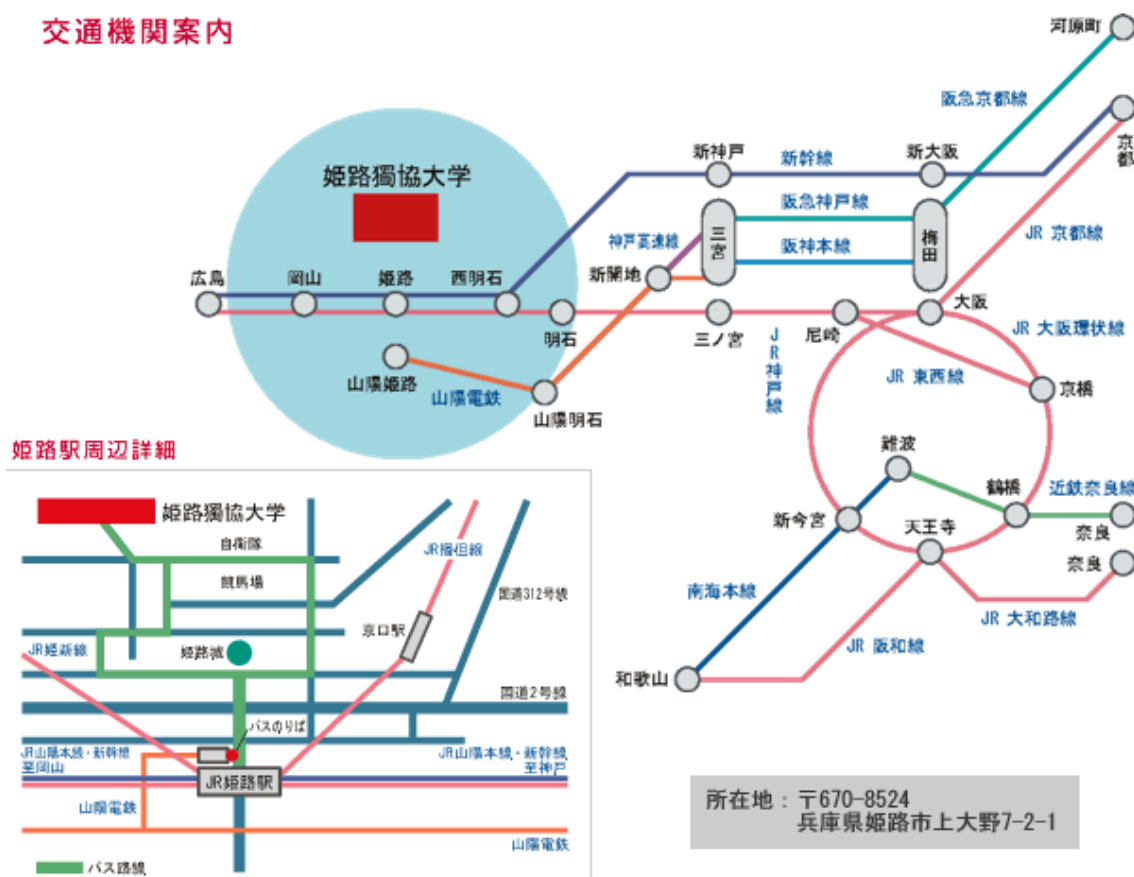 交通機関案内
河原町
阪急京都線
京都
新神戸
新幹線
新大阪
姫路獨協大学
阪急神戸線
神戸高速線
三宮
梅田
JR 京都線
阪神本線
広島
岡山
姫路
西明石
新開地
大阪
明石
三ノ宮
尼崎
JR 大阪環状線
JR神戸線
JR 東西線
山陽姫路
山陽電鉄
山陽明石
京橋
難波
鶴橋
近鉄奈良線
新今宮
天王寺
奈良
奈良
南海本線
JR 大和路線
JR 阪和線
和歌山
姫路駅周辺詳細
姫路獨協大学
自衛隊
JR播但線
競馬場
国道312号線
京口駅
JR姫新線
姫路城
国道2号線
バスのりば
JR山陽本線・新幹線
至岡山
JR山陽本線・新幹線
至神戸
JR姫路駅
山陽電鉄
山陽電鉄
バス路線
所在地:〒670-8524
兵庫県姫路市上大野7-2-1